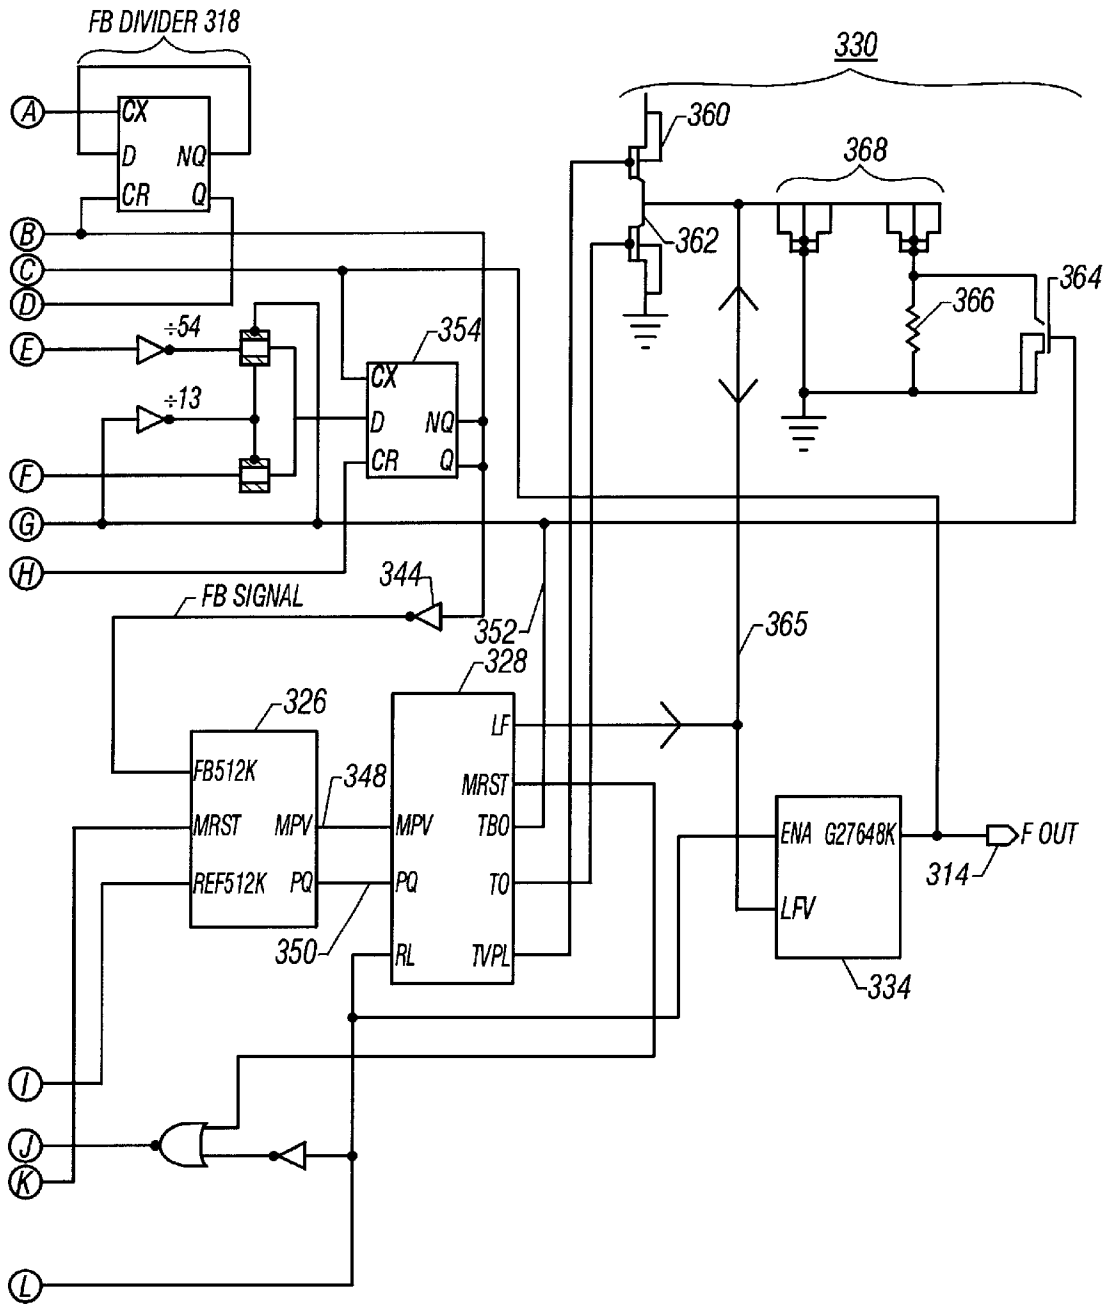 FB DIVIDER 318
330
A
CX
D
NQ
CR
Q
360
368
B
362
C
364
D
366
÷54
E
354
CX
÷13
D
NQ
CR
Q
F
G
H
344
FB SIGNAL
352
365
328
326
LF
FB512K
348
MRST
MRST
MPV
MPV
TBO
ENA
G27648K
F OUT
314
REF512K
PQ
PQ
TO
LFV
350
RL
TVPL
334
I
J
K
L